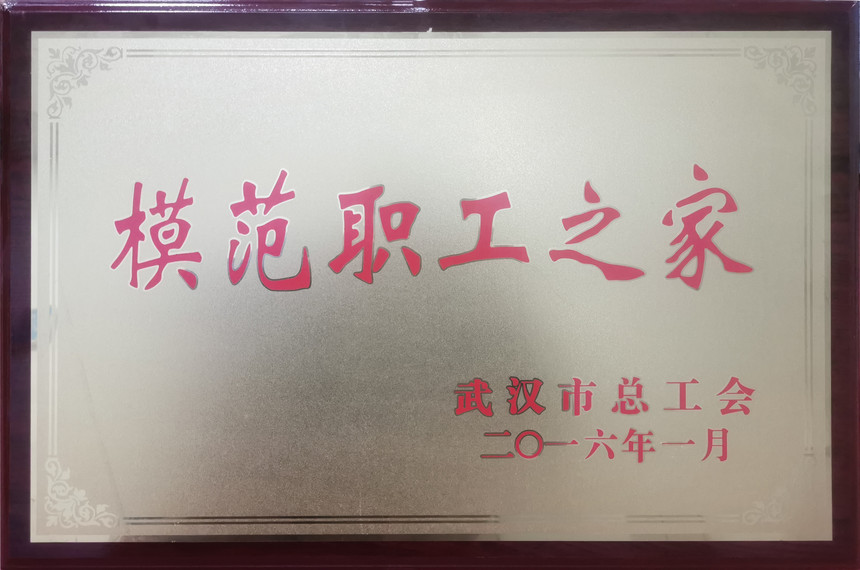 模范职工之家
武汉市总工会
二〇一六年一月